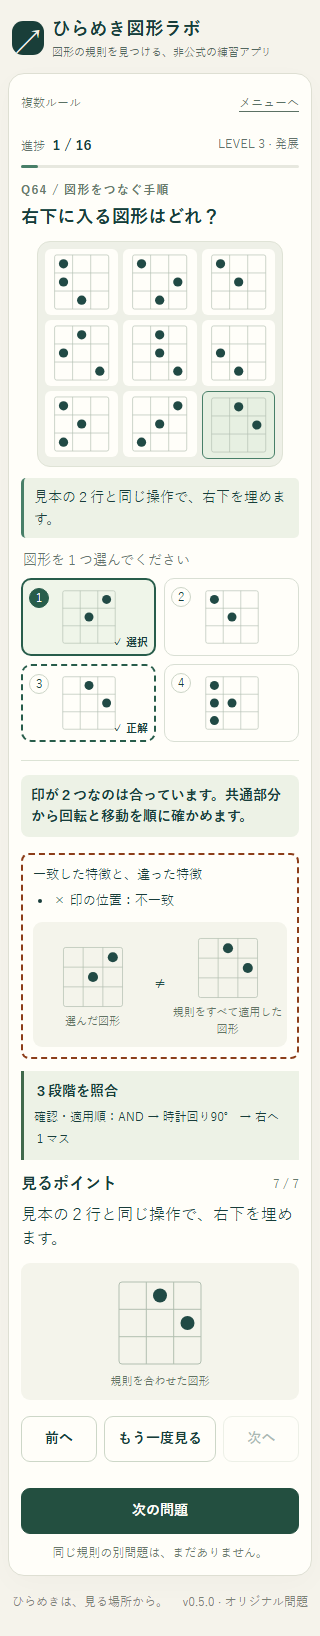 ひらめき図形ラボ
図形の規則を見つける、非公式の練習アプリ
複数ルール
メニューへ
進捗 1 / 16
LEVEL 3 · 発展
Q64 / 図形をつなぐ手順
右下に入る図形はどれ？
見本の２行と同じ操作で、右下を埋めま
す。
図形を１つ選んでください
1
✓ 選択
2
3
✓ 正解
4
印が２つなのは合っています。共通部分
から回転と移動を順に確かめます。
一致した特徴と、違った特徴
• × 印の位置：不一致
≠
選んだ図形
規則をすべて適用した
図形
３段階を照合
確認・適用順：AND → 時計回り90° → 右へ
１マス
見るポイント
7 / 7
見本の２行と同じ操作で、右下を埋め
ます。
規則を合わせた図形
前へ
もう一度見る
次へ
次の問題
同じ規則の別問題は、まだありません。
ひらめきは、見る場所から。
v0.5.0 · オリジナル問題